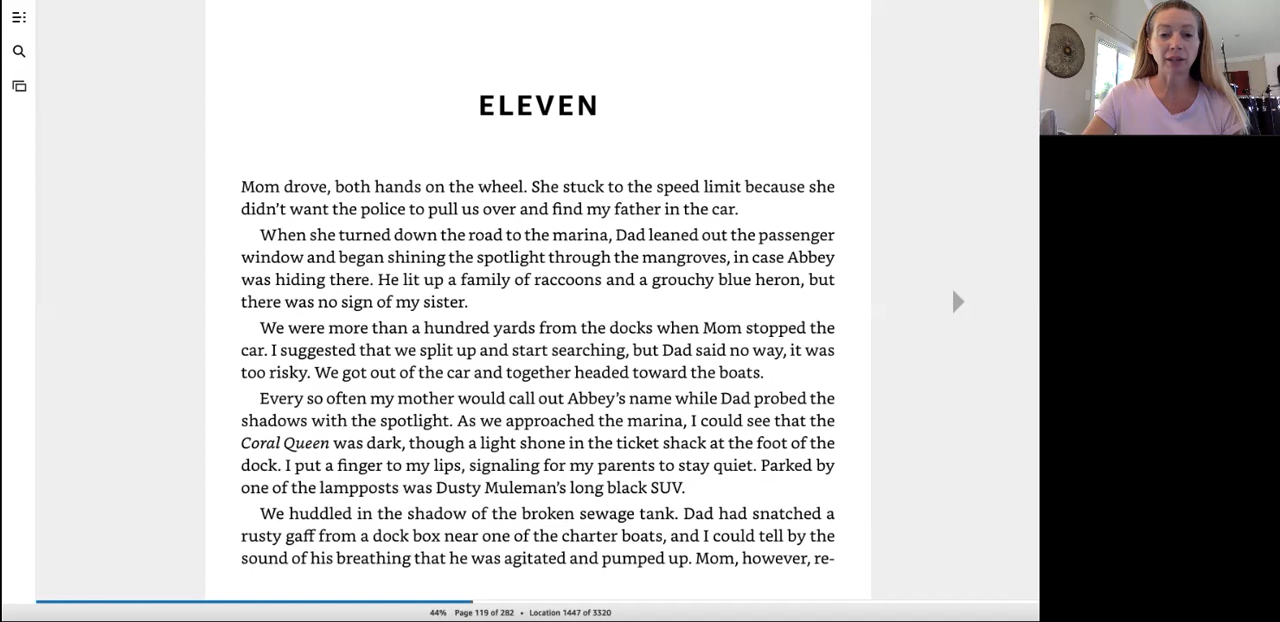 ELEVEN
Mom drove, both hands on the wheel. She stuck to the speed limit because she
didn’t want the police to pull us over and find my father in the car.
When she turned down the road to the marina, Dad leaned out the passenger
window and began shining the spotlight through the mangroves, in case Abbey
was hiding there. He lit up a family of raccoons and a grouchy blue heron, but
there was no sign of my sister.
We were more than a hundred yards from the docks when Mom stopped the
car. I suggested that we split up and start searching, but Dad said no way, it was
too risky. We got out of the car and together headed toward the boats.
Every so often my mother would call out Abbey’s name while Dad probed the
shadows with the spotlight. As we approached the marina, I could see that the
Coral Queen was dark, though a light shone in the ticket shack at the foot of the
dock. I put a finger to my lips, signaling for my parents to stay quiet. Parked by
one of the lampposts was Dusty Muleman’s long black SUV.
We huddled in the shadow of the broken sewage tank. Dad had snatched a
rusty gaff from a dock box near one of the charter boats, and I could tell by the
sound of his breathing that he was agitated and pumped up. Mom, however, re-
44% Page 119 of 282 • Location 1447 of 3320